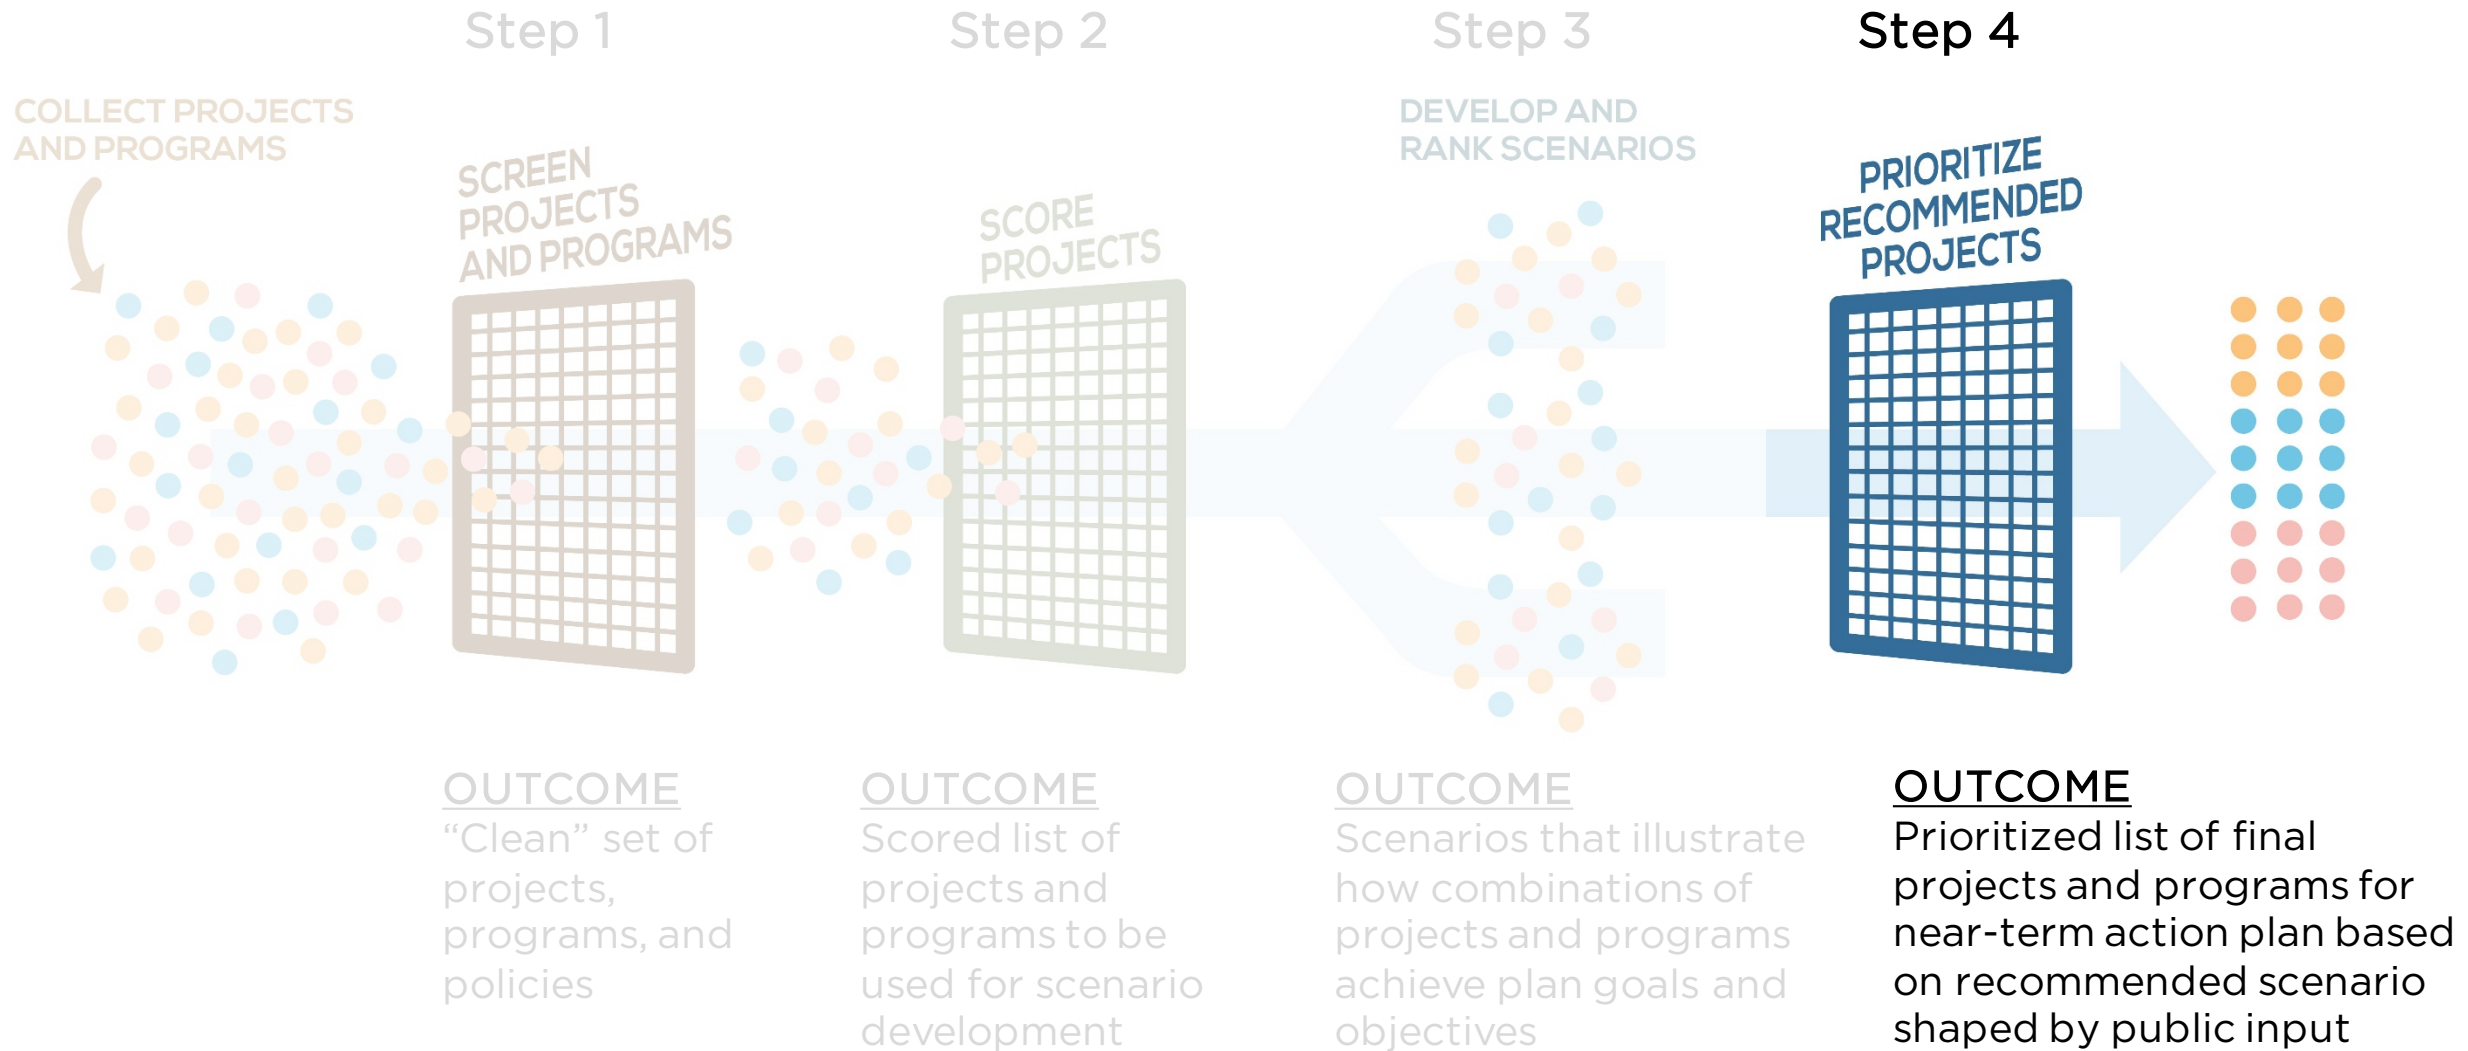 Step 1
Step 2
Step 3
Step 4
COLLECT PROJECTS
AND PROGRAMS
SCREEN
PROJECTS
AND PROGRAMS
SCORE
PROJECTS
DEVELOP AND
RANK SCENARIOS
PRIORITIZE
RECOMMENDED
PROJECTS
OUTCOME
“Clean” set of
projects,
programs, and
policies
OUTCOME
Scored list of
projects and
programs to be
used for scenario
development
OUTCOME
Scenarios that illustrate
how combinations of
projects and programs
achieve plan goals and
objectives
OUTCOME
Prioritized list of final
projects and programs for
near-term action plan based
on recommended scenario
shaped by public input